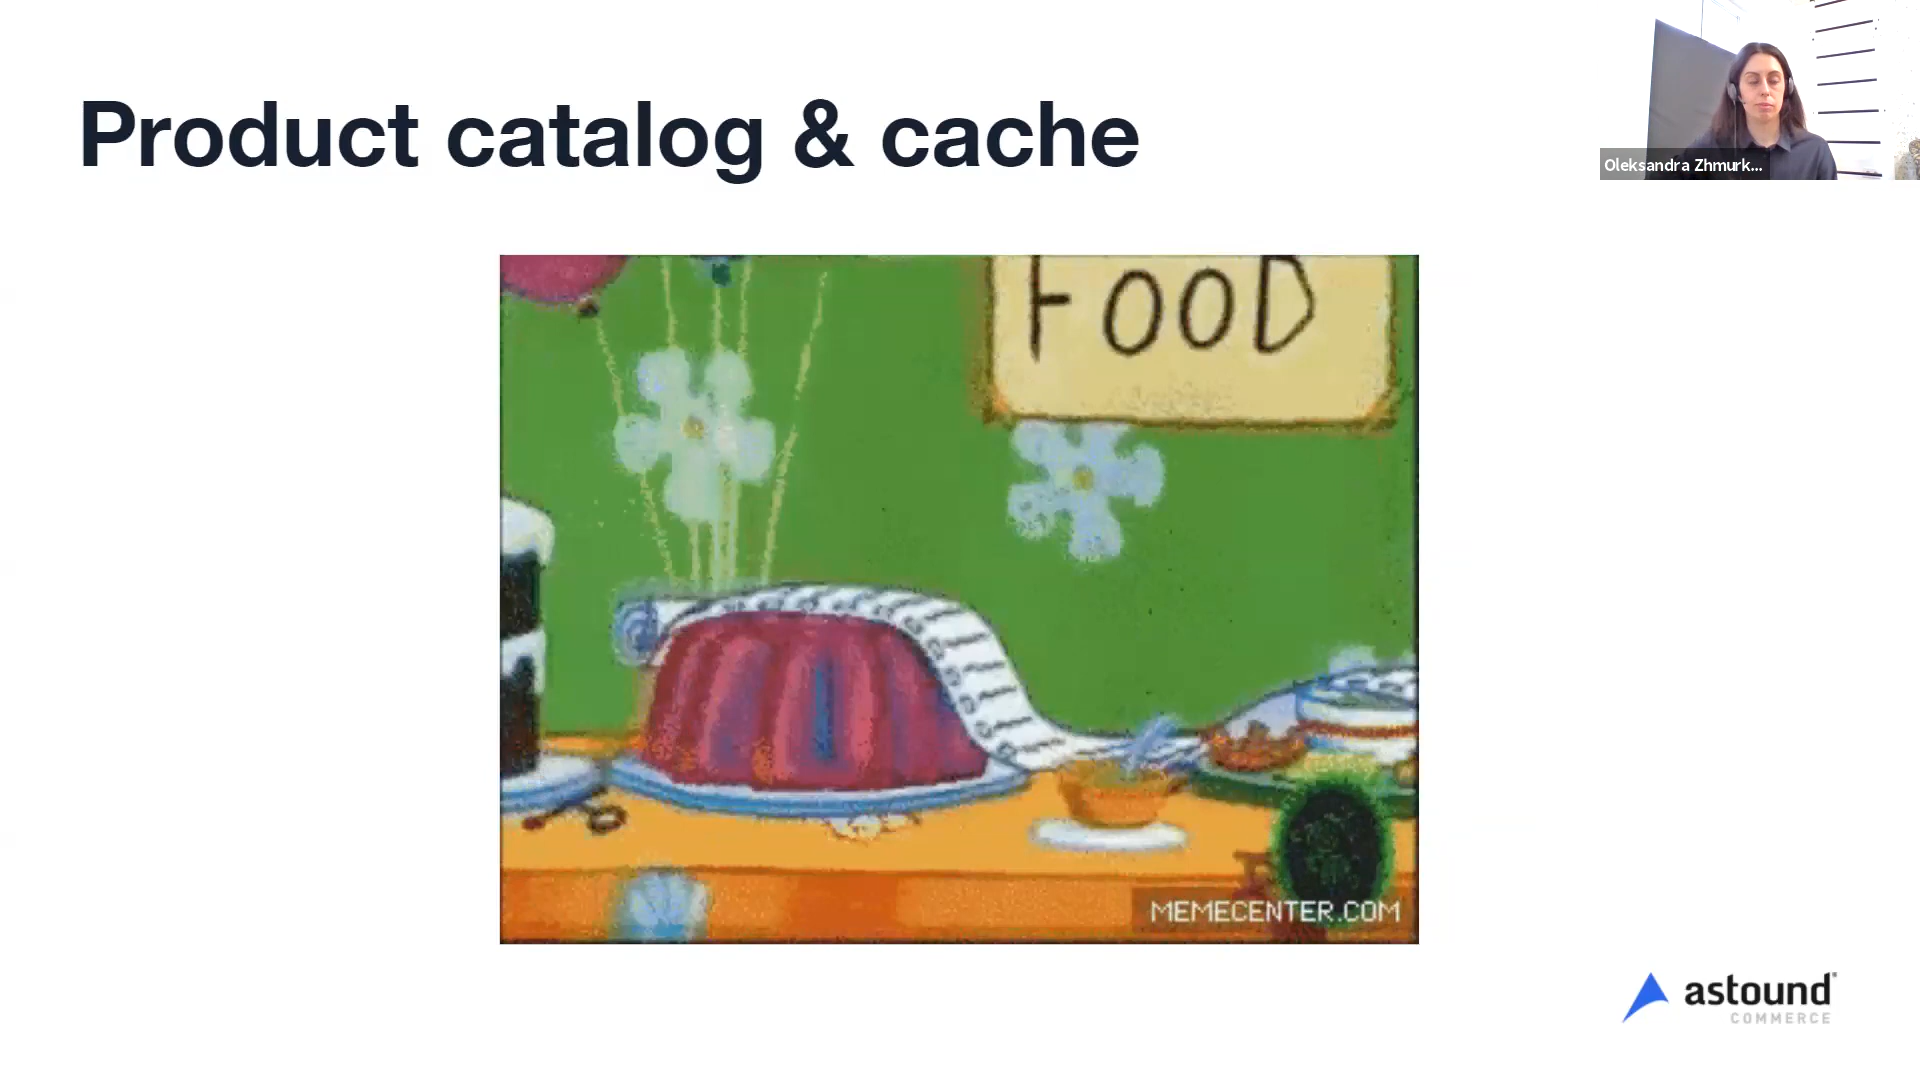 Product catalog & cache
Oleksandra Zhmurk...
FOOD
MEMECENTER.COM
astound
COMMERCE